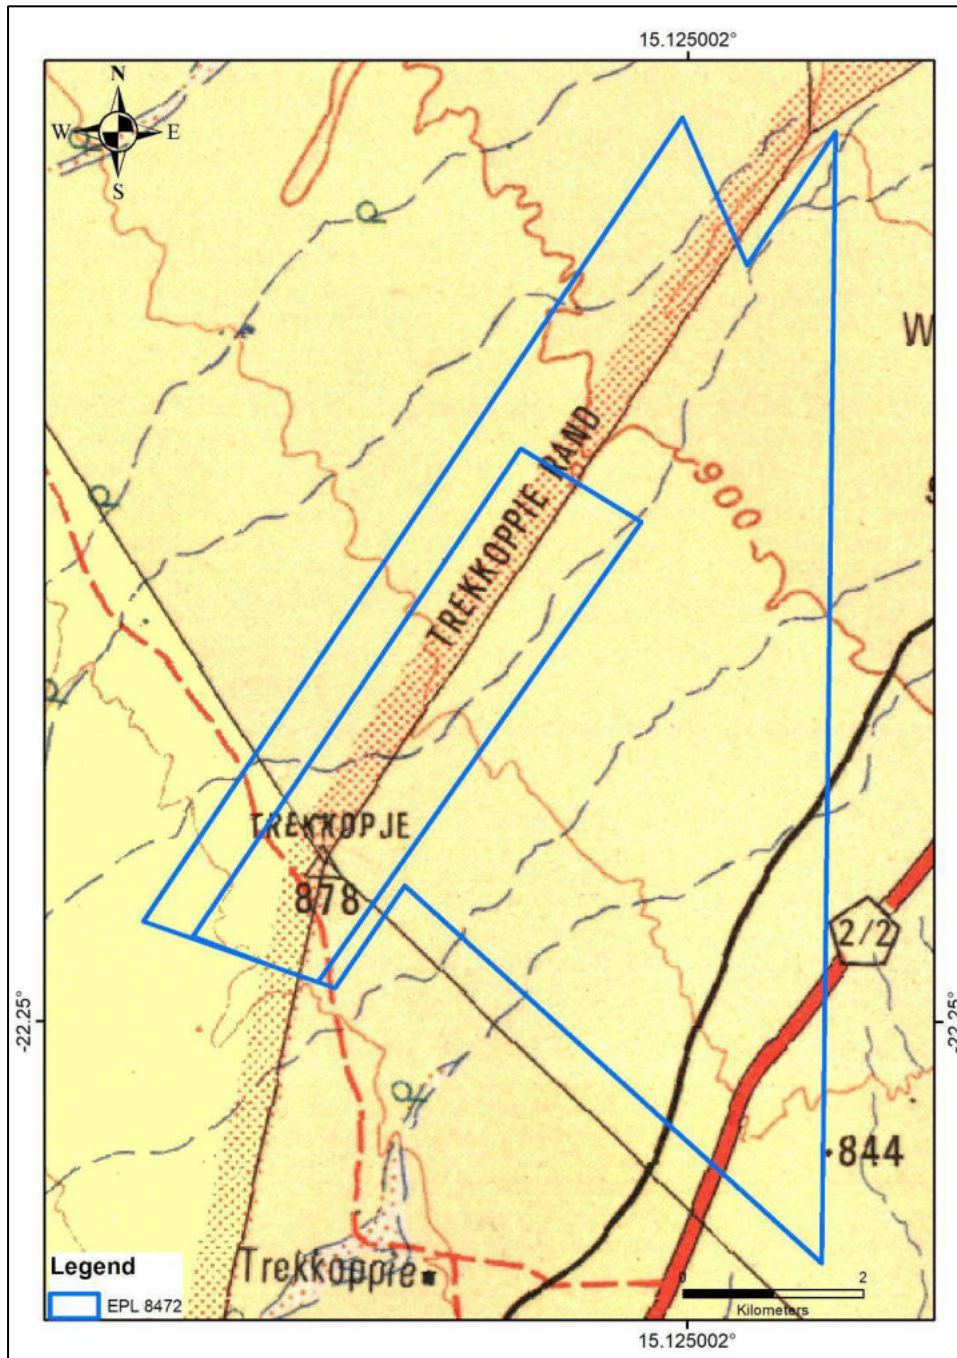 15.125002°
N
W
E
S
W
TREKKOPPIE RAND
900
TREKKOPJE
878
2/2
-22.25°
-22.25°
844
Trekkoppie
Legend
EPL 8472
0
2
Kilometers
15.125002°